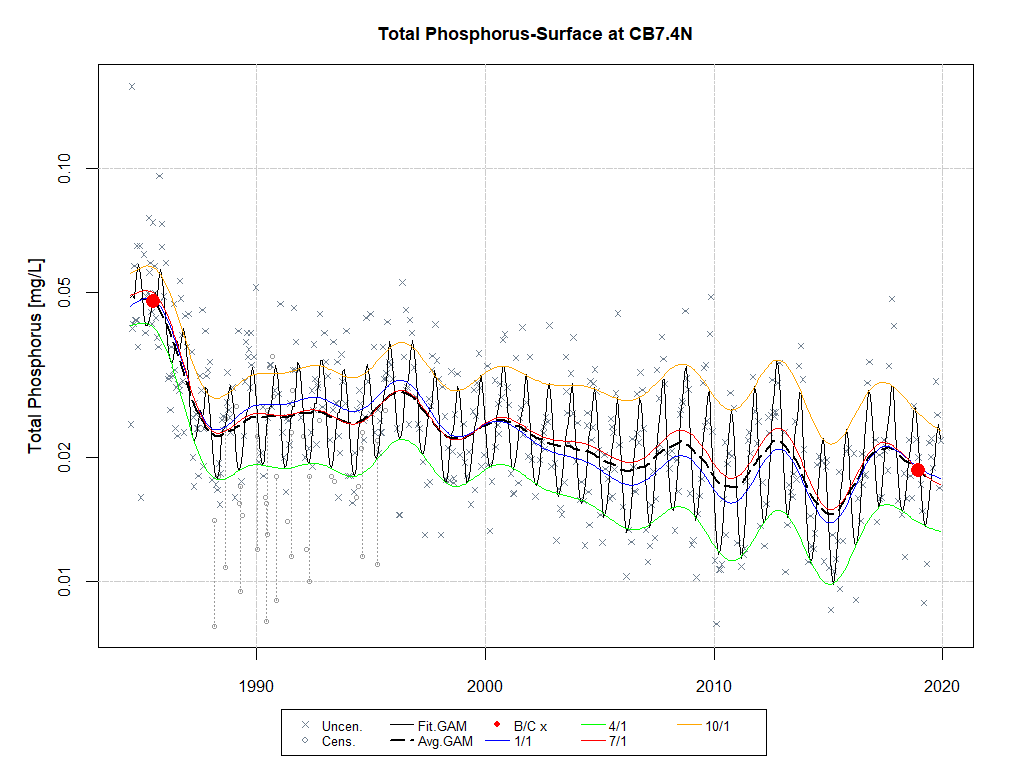 Total Phosphorus-Surface at CB7.4N
Total Phosphorus [mg/L]
0.10
0.05
0.02
0.01
1990 2000 2010 2020
Uncen. Fit.GAM B/C x 4/1 10/1
Cens. Avg.GAM 1/1 7/1